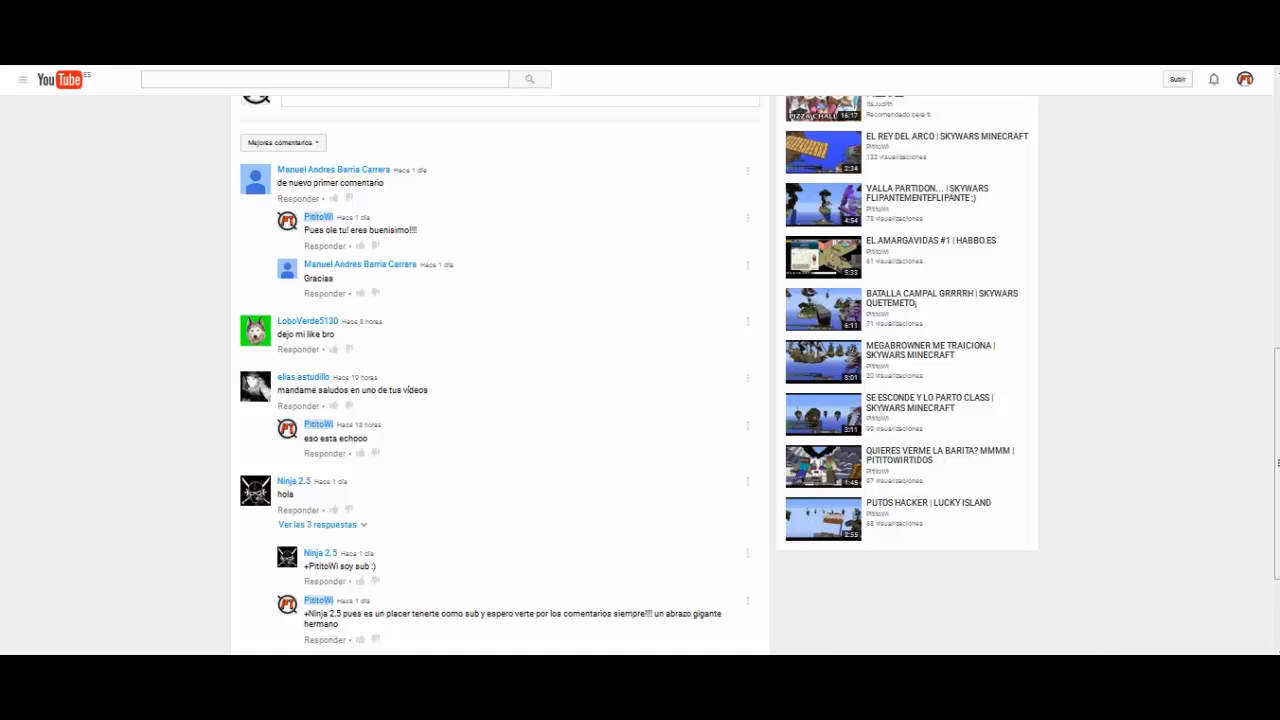 YouTube ES
Subir
Mejores comentarios
Manuel Andres Barria Carrera Hace 1 día
de nuevo primer comentario
Responder •
PititoWi Hace 1 día
Pues ole tu! eres buenisimo!!!!
Responder •
Manuel Andres Barria Carrera Hace 1 día
Gracias
Responder •
LoboVerde5130 Hace 8 horas
dejo mi like bro
Responder •
elias astudillo Hace 19 horas
mandame saludos en uno de tus vídeos
Responder •
PititoWi Hace 18 horas
eso esta echooo
Responder •
Ninja 2.5 Hace 1 día
hola
Responder •
Ver las 3 respuestas
Ninja 2.5 Hace 1 día
+PititoWi soy sub :)
Responder •
PititoWi Hace 1 día
+Ninja 2.5 pues es un placer tenerte como sub y espero verte por los comentarios siempre!!! un abrazo gigante
hermano
Responder •
PIZZA CHALL 16:17
ItsJudith
Recomendado para ti
EL REY DEL ARCO | SKYWARS MINECRAFT
PititoWi
122 visualizaciones
2:34
VALLA PARTIDON... | SKYWARS
FLIPANTEMENTEFLIPANTE ;)
PititoWi
78 visualizaciones
4:54
EL AMARGAVIDAS #1 | HABBO.ES
PititoWi
61 visualizaciones
5:33
BATALLA CAMPAL GRRRRH | SKYWARS
QUETEMETO¡
PititoWi
71 visualizaciones
6:11
MEGABROWNER ME TRAICIONA |
SKYWARS MINECRAFT
PititoWi
20 visualizaciones
8:01
SE ESCONDE Y LO PARTO CLASS |
SKYWARS MINECRAFT
PititoWi
99 visualizaciones
3:11
QUIERES VERME LA BARITA? MMMM |
PITITOWIRTIDOS
PititoWi
97 visualizaciones
1:45
PUTOS HACKER | LUCKY ISLAND
PititoWi
68 visualizaciones
2:55